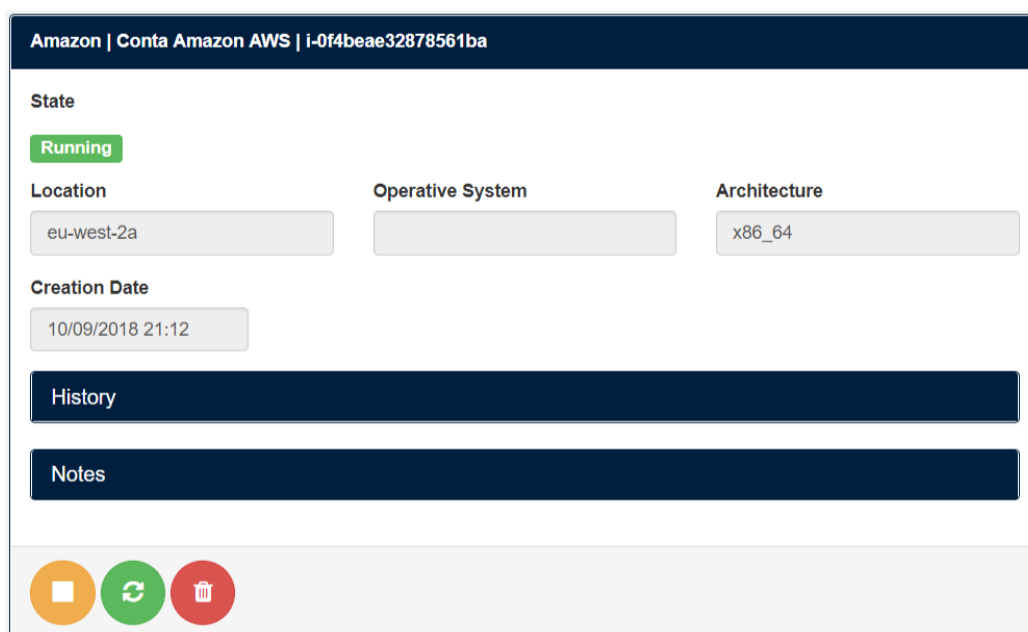 Amazon | Conta Amazon AWS | i-0f4beae32878561ba
State
Running
Location Operative System Architecture
eu-west-2a x86_64
Creation Date
10/09/2018 21:12
History
Notes